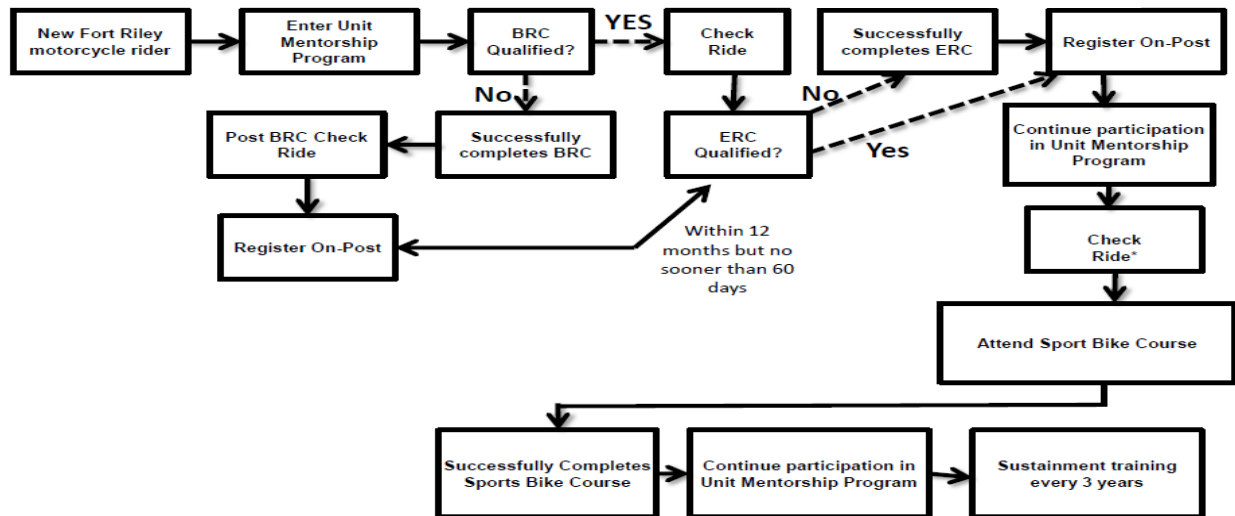 New Fort Riley
motorcycle rider
Enter Unit
Mentorship
Program
BRC
Qualified?
YES
Check
Ride
Successfully
completes ERC
Register On-Post
No
No
Post BRC Check
Ride
Successfully
completes BRC
ERC
Qualified?
Yes
Continue participation
in Unit Mentorship
Program
Register On-Post
Within 12
months but no
sooner than 60
days
Check
Ride*
Attend Sport Bike Course
Successfully Completes
Sports Bike Course
Continue participation in
Unit Mentorship Program
Sustainment training
every 3 years